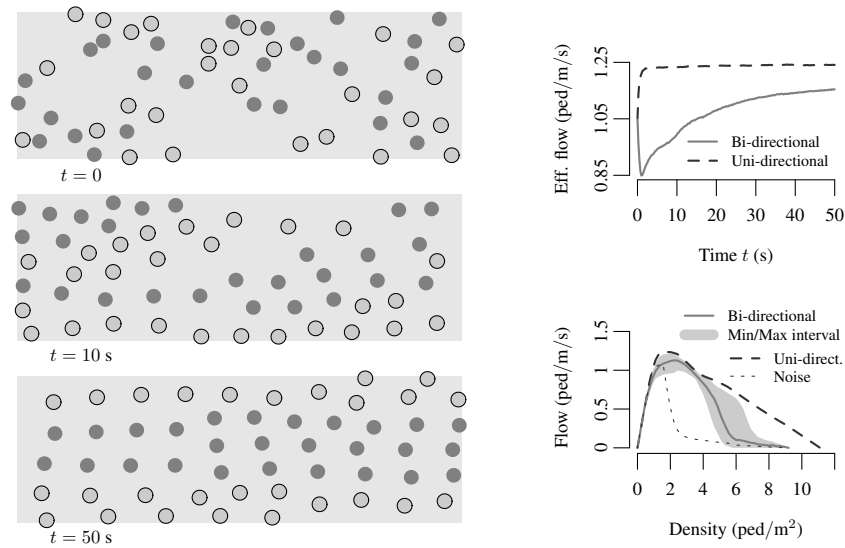 t = 0
t = 10 s
t = 50 s
Eff. flow (ped/m/s)
1.25
1.05
0.85
Bi-directional
Uni-directional
0 10 20 30 40 50
Time t (s)
Flow (ped/m/s)
1.5
1
0.5
0
Bi-directional
Min/Max interval
Uni-direct.
Noise
0 2 4 6 8 10
Density (ped/m²)